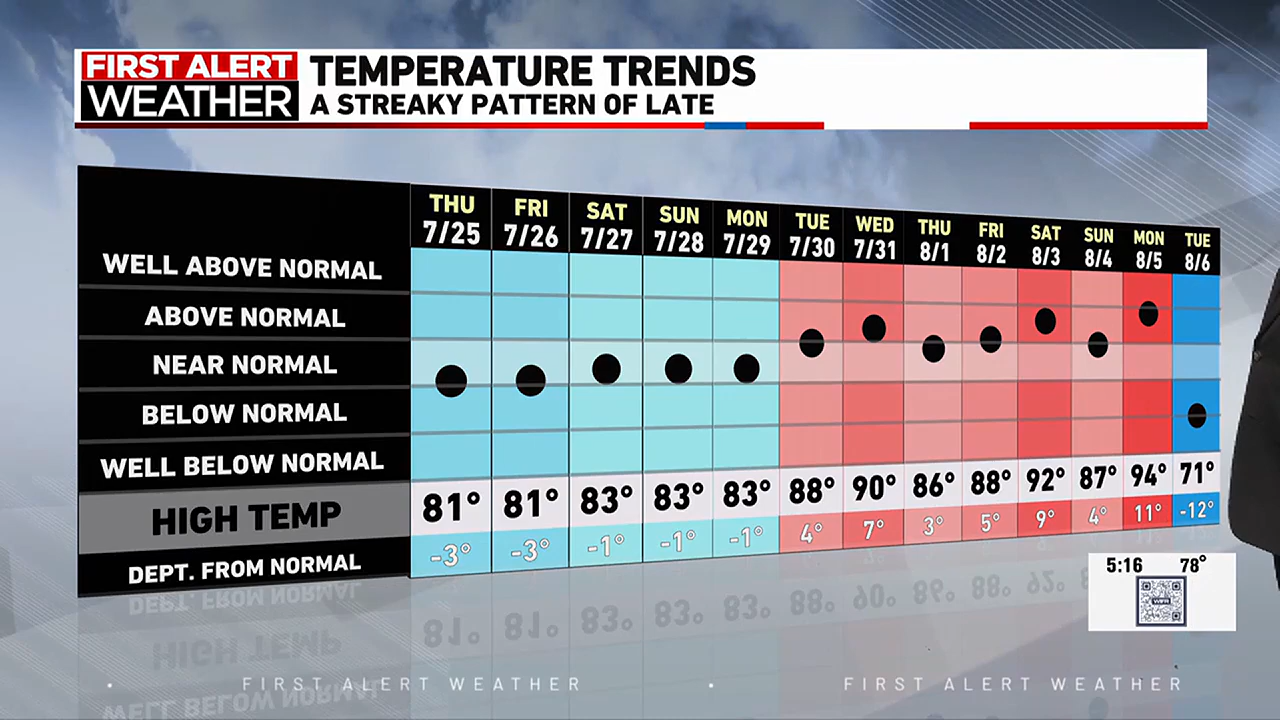 FIRST ALERT
WEATHER
TEMPERATURE TRENDS
A STREAKY PATTERN OF LATE
THU FRI SAT SUN MON TUE WED THU FRI SAT SUN MON TUE
7/25 7/26 7/27 7/28 7/29 7/30 7/31 8/1 8/2 8/3 8/4 8/5 8/6
WELL ABOVE NORMAL
ABOVE NORMAL
NEAR NORMAL
BELOW NORMAL
WELL BELOW NORMAL
HIGH TEMP 81° 81° 83° 83° 83° 88° 90° 86° 88° 92° 87° 94° 71°
DEPT. FROM NORMAL -3° -3° -1° -1° -1° 4° 7° 3° 5° 9° 4° 11° -12°
5:16 78°
FIRST ALERT WEATHER FIRST ALERT WEATHER